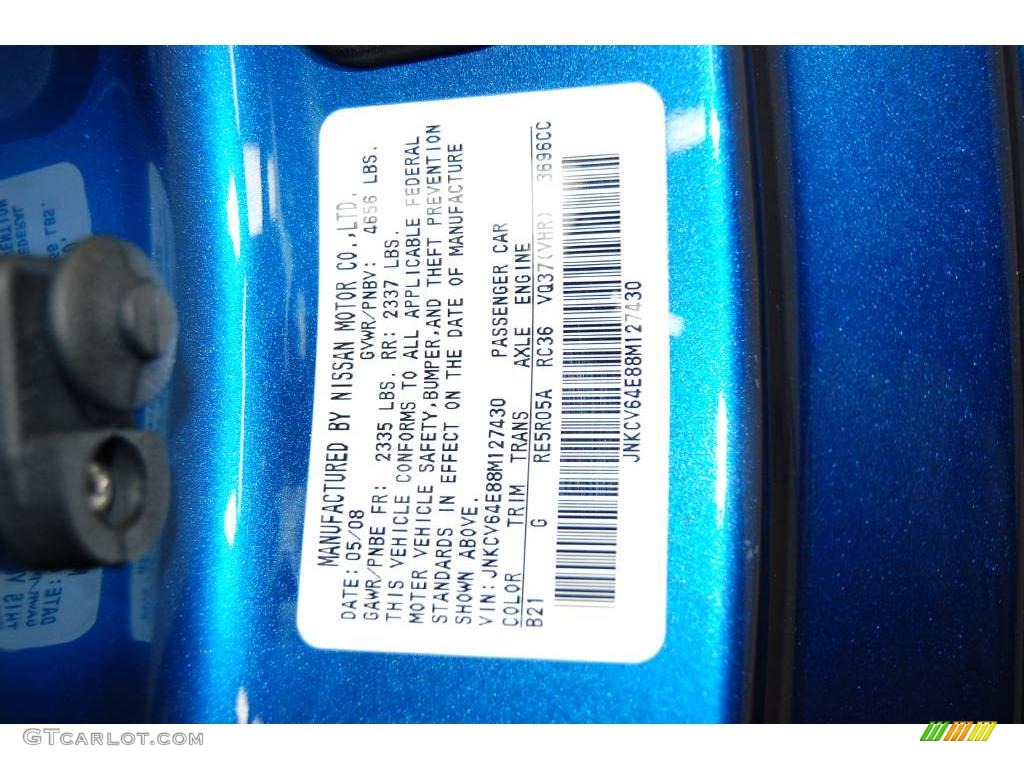 MANUFACTURED BY NISSAN MOTOR CO.,LTD.
DATE: 05/08 GVWR/PNBV: 4656 LBS.
GAWR/PNBE FR: 2335 LBS. RR: 2337 LBS.
THIS VEHICLE CONFORMS TO ALL APPLICABLE FEDERAL
MOTER VEHICLE SAFETY,BUMPER,AND THEFT PREVENTION
STANDARDS IN EFFECT ON THE DATE OF MANUFACTURE
SHOWN ABOVE.
VIN:JNKCV64E88M127430 PASSENGER CAR
COLOR TRIM TRANS AXLE ENGINE
B21 G RE5R05A RC36 VQ37(VHR) 3696CC
JNKCV64E88M127430
GTCARLOT.COM